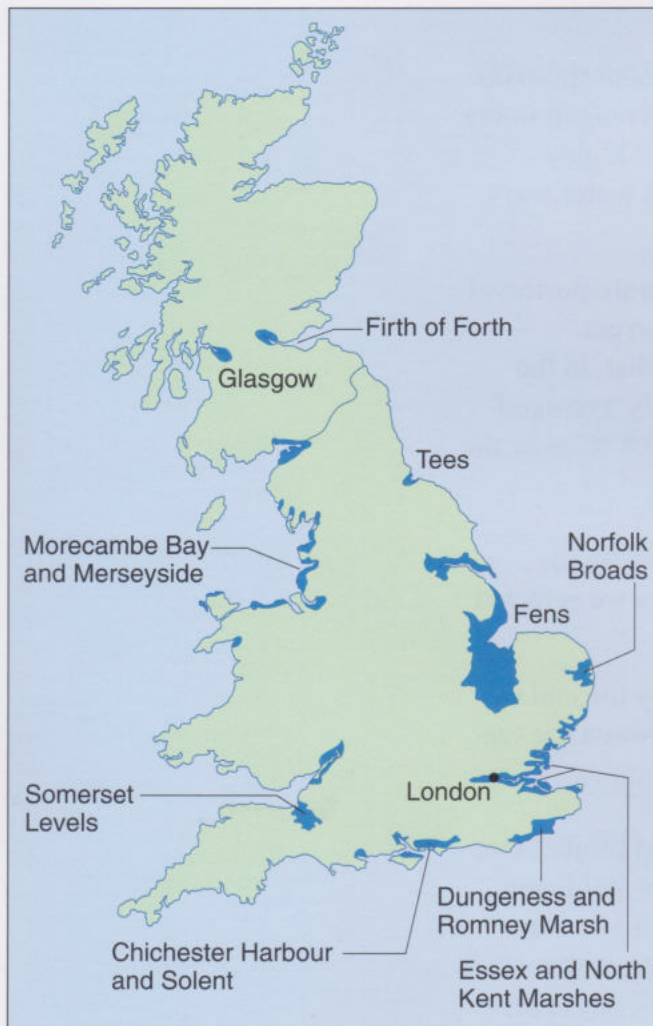 Firth of Forth
Glasgow
Tees
Morecambe Bay
and Merseyside
Norfolk
Broads
Fens
London
Somerset
Levels
Dungeness and
Romney Marsh
Chichester Harbour
and Solent
Essex and North
Kent Marshes